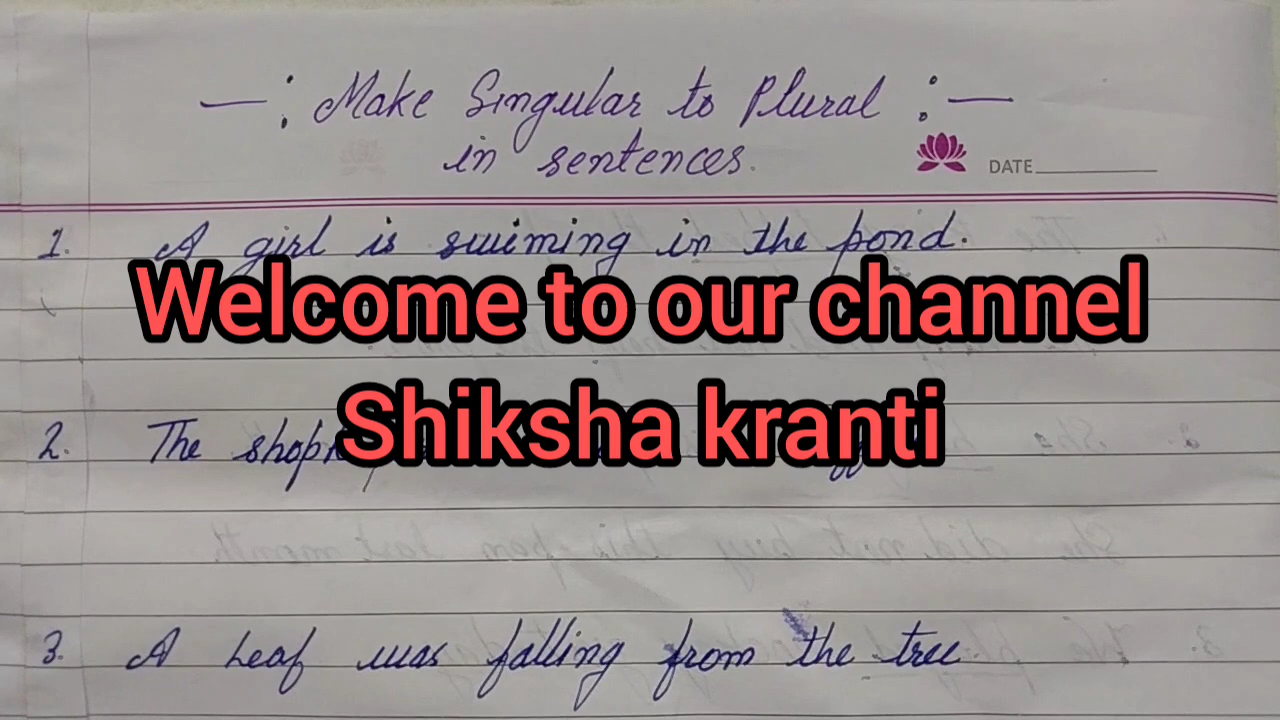 —: Make Singular to Plural :—
in sentences.
DATE
1. A girl is swiming in the pond.
Welcome to our channel
Shiksha kranti
2. The
3. A Leaf was falling from the tree